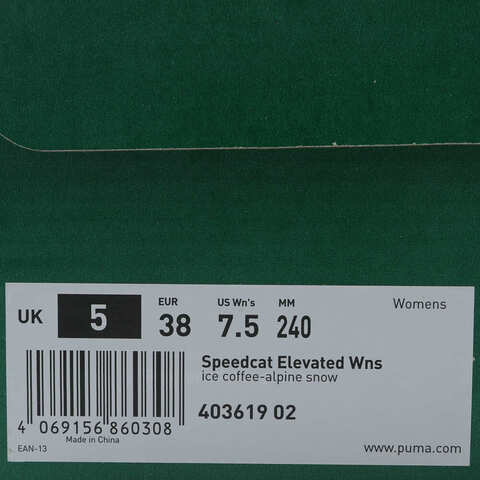 EUR US Wn's MM Womens
UK 5 38 7.5 240
Speedcat Elevated Wns
ice coffee-alpine snow
403619 02
4 069156 860308
Made in China
EAN-13
www.puma.com